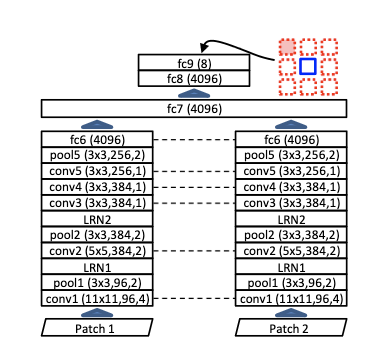 fc9 (8)
fc8 (4096)
fc7 (4096)
fc6 (4096)
pool5 (3x3,256,2)
conv5 (3x3,256,1)
conv4 (3x3,384,1)
conv3 (3x3,384,1)
LRN2
pool2 (3x3,384,2)
conv2 (5x5,384,2)
LRN1
pool1 (3x3,96,2)
conv1 (11x11,96,4)
Patch 1
fc6 (4096)
pool5 (3x3,256,2)
conv5 (3x3,256,1)
conv4 (3x3,384,1)
conv3 (3x3,384,1)
LRN2
pool2 (3x3,384,2)
conv2 (5x5,384,2)
LRN1
pool1 (3x3,96,2)
conv1 (11x11,96,4)
Patch 2